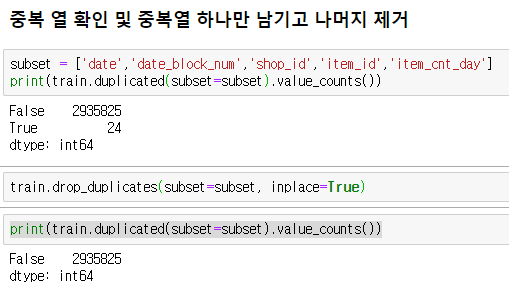 중복 열 확인 및 중복열 하나만 남기고 나머지 제거
subset = ['date','date_block_num','shop_id','item_id','item_cnt_day']
print(train.duplicated(subset=subset).value_counts())
False    2935825
True          24
dtype: int64
train.drop_duplicates(subset=subset, inplace=True)
print(train.duplicated(subset=subset).value_counts())
False    2935825
dtype: int64